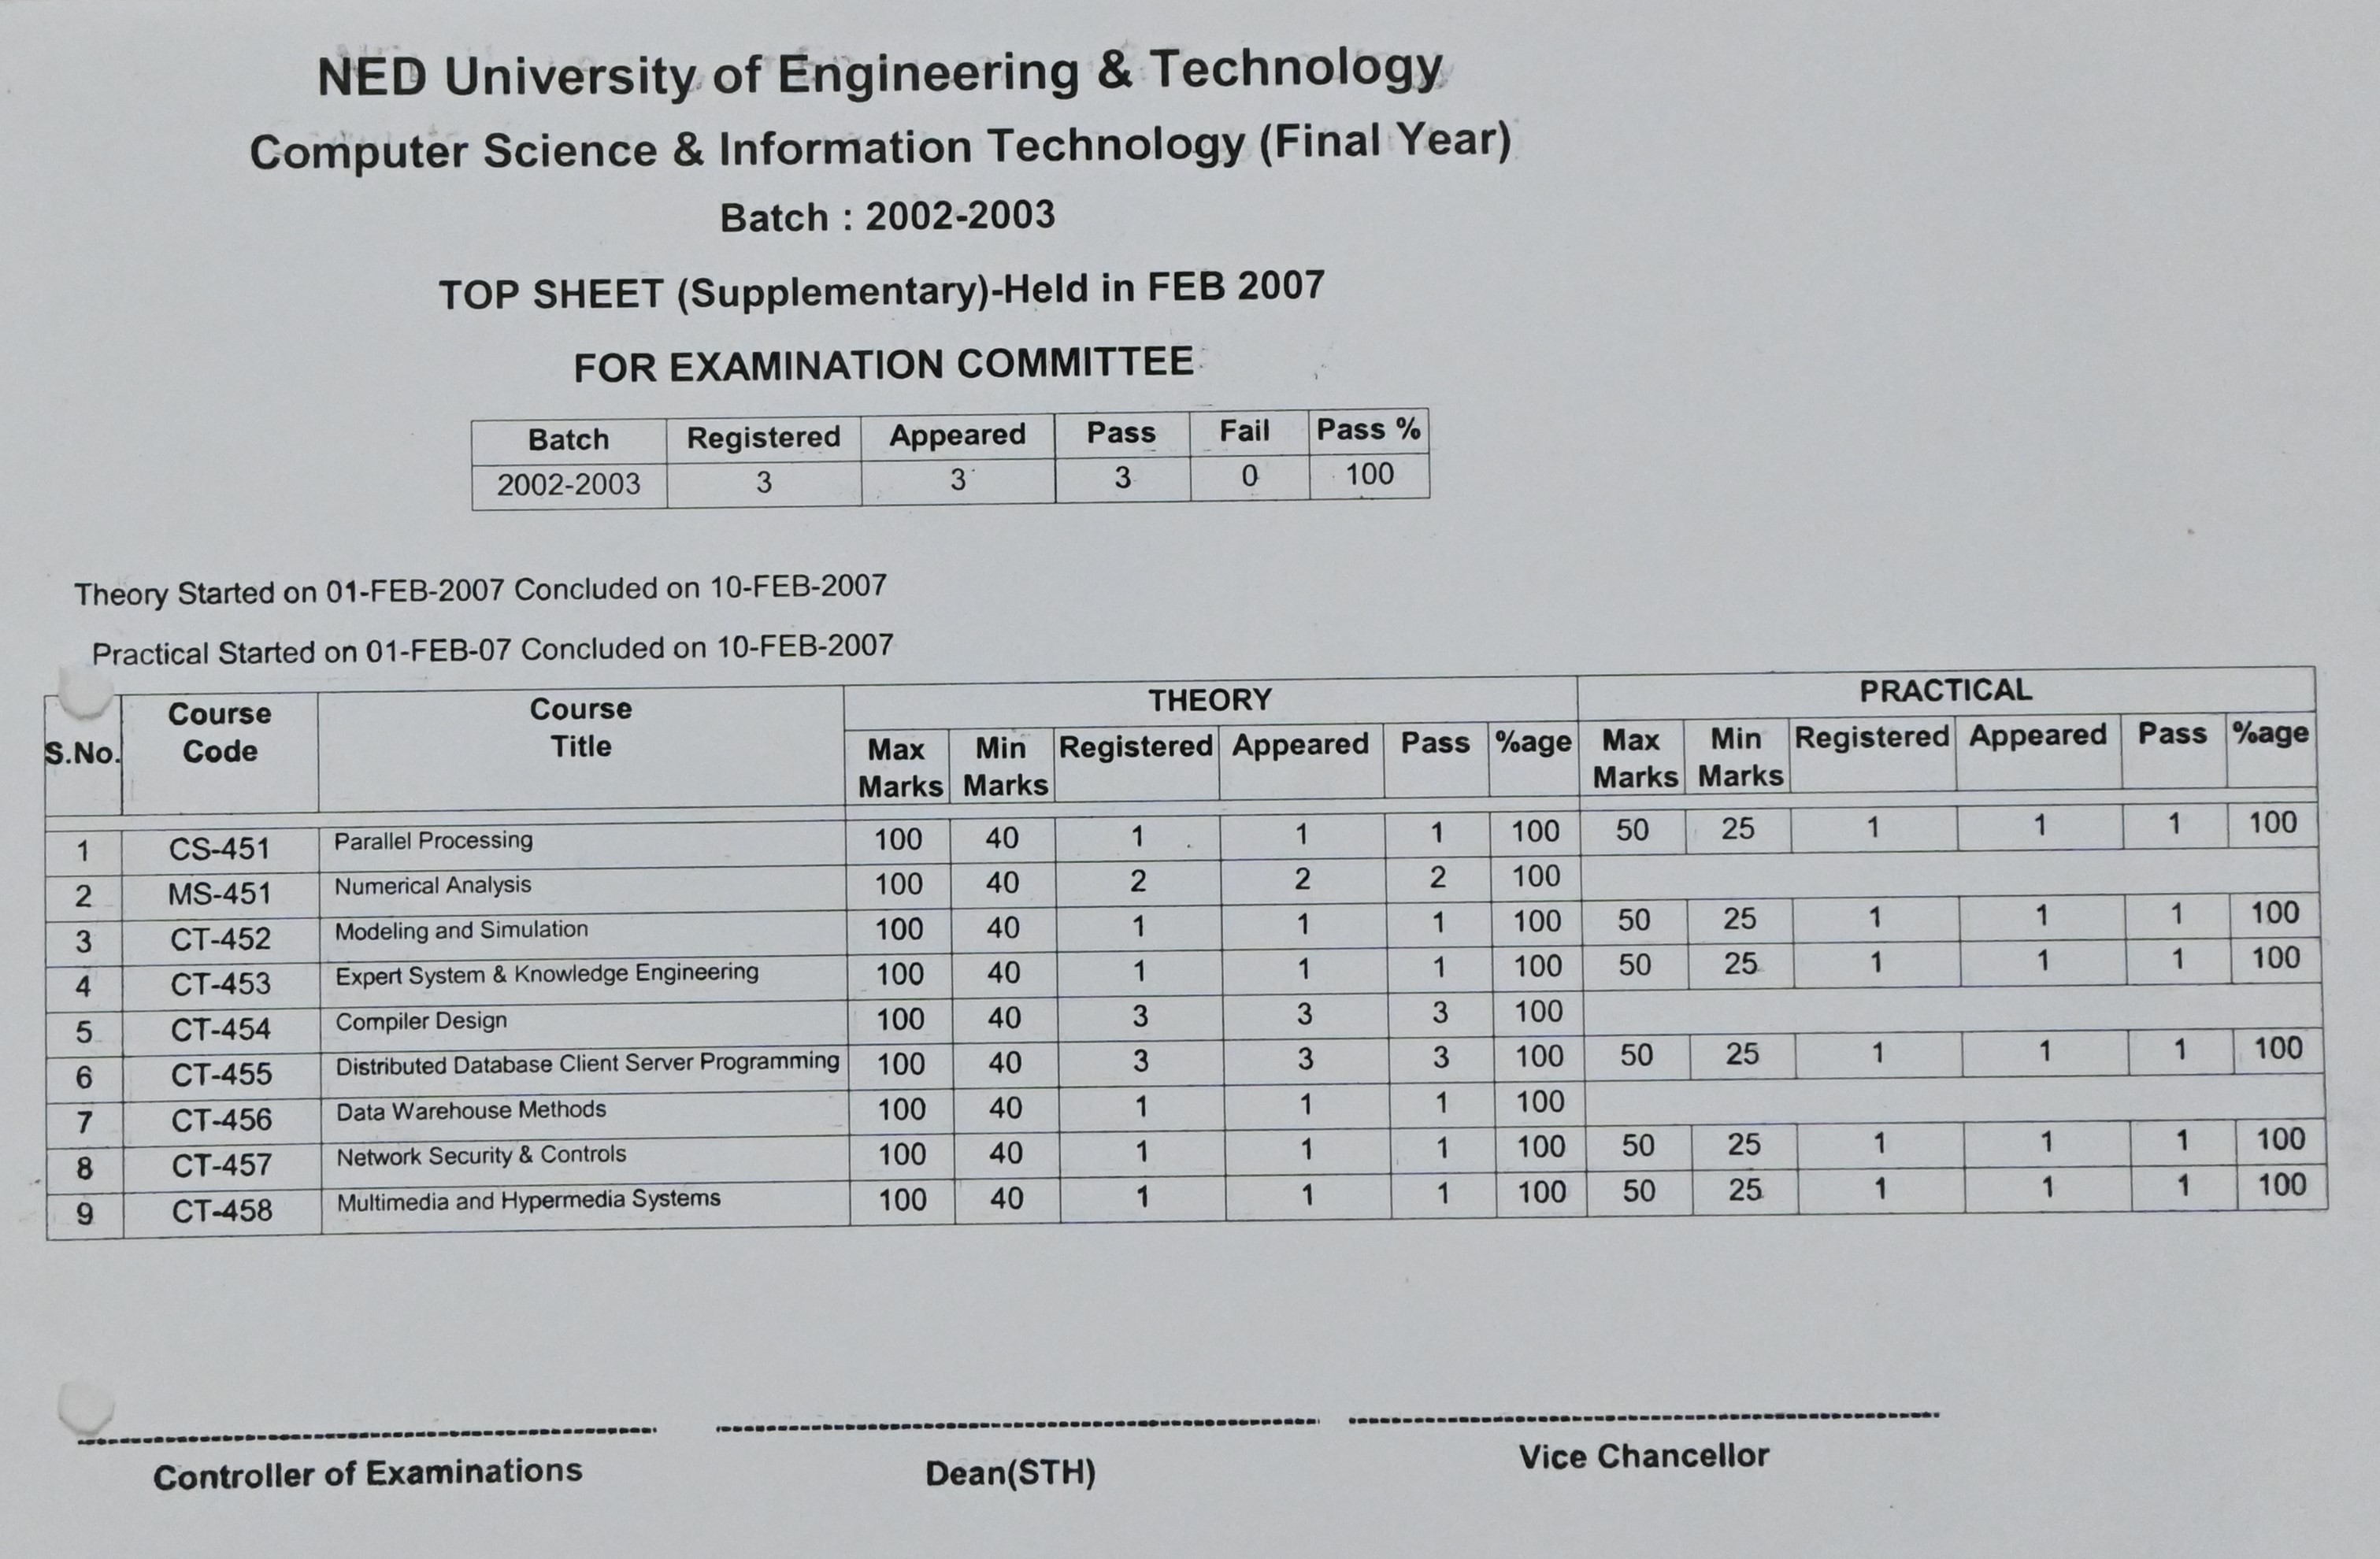 NED University of Engineering & Technology
Computer Science & Information Technology (Final Year)
Batch : 2002-2003
TOP SHEET (Supplementary)-Held in FEB 2007
FOR EXAMINATION COMMITTEE
Batch Registered Appeared Pass Fail Pass %
2002-2003 3 3 3 0 100
Theory Started on 01-FEB-2007 Concluded on 10-FEB-2007
Practical Started on 01-FEB-07 Concluded on 10-FEB-2007
THEORY PRACTICAL
S.No. Course Code Course Title Max Marks Min Marks Registered Appeared Pass %age Max Marks Min Marks Registered Appeared Pass %age
1 CS-451 Parallel Processing 100 40 1 1 1 100 50 25 1 1 1 100
2 MS-451 Numerical Analysis 100 40 2 2 2 100
3 CT-452 Modeling and Simulation 100 40 1 1 1 100 50 25 1 1 1 100
4 CT-453 Expert System & Knowledge Engineering 100 40 1 1 1 100 50 25 1 1 1 100
5 CT-454 Compiler Design 100 40 3 3 3 100
6 CT-455 Distributed Database Client Server Programming 100 40 3 3 3 100 50 25 1 1 1 100
7 CT-456 Data Warehouse Methods 100 40 1 1 1 100
8 CT-457 Network Security & Controls 100 40 1 1 1 100 50 25 1 1 1 100
9 CT-458 Multimedia and Hypermedia Systems 100 40 1 1 1 100 50 25 1 1 1 100
Controller of Examinations Dean(STH) Vice Chancellor